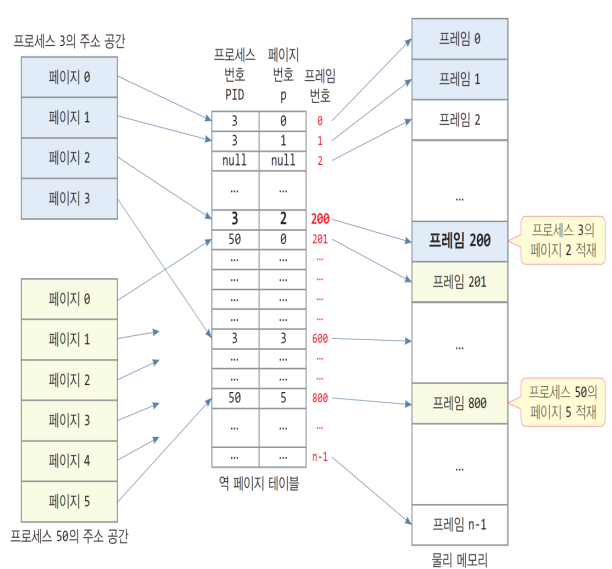 프로세스 3의 주소 공간
페이지 0
페이지 1
페이지 2
페이지 3
페이지 0
페이지 1
페이지 2
페이지 3
페이지 4
페이지 5
프로세스 50의 주소 공간
프로세스 페이지
번호 번호 프레임
PID p 번호
3 0 0
3 1 1
null null 2
... ...
3 2 200
50 0 201
... ... ...
... ...
... ...
... ... ...
3 3 600
... ... ...
... ... ...
50 5 800
... ... ...
... ... n-1
역 페이지 테이블
프레임 0
프레임 1
프레임 2
...
프레임 200
프레임 201
...
프레임 800
...
프레임 n-1
물리 메모리
프로세스 3의
페이지 2 적재
프로세스 50의
페이지 5 적재